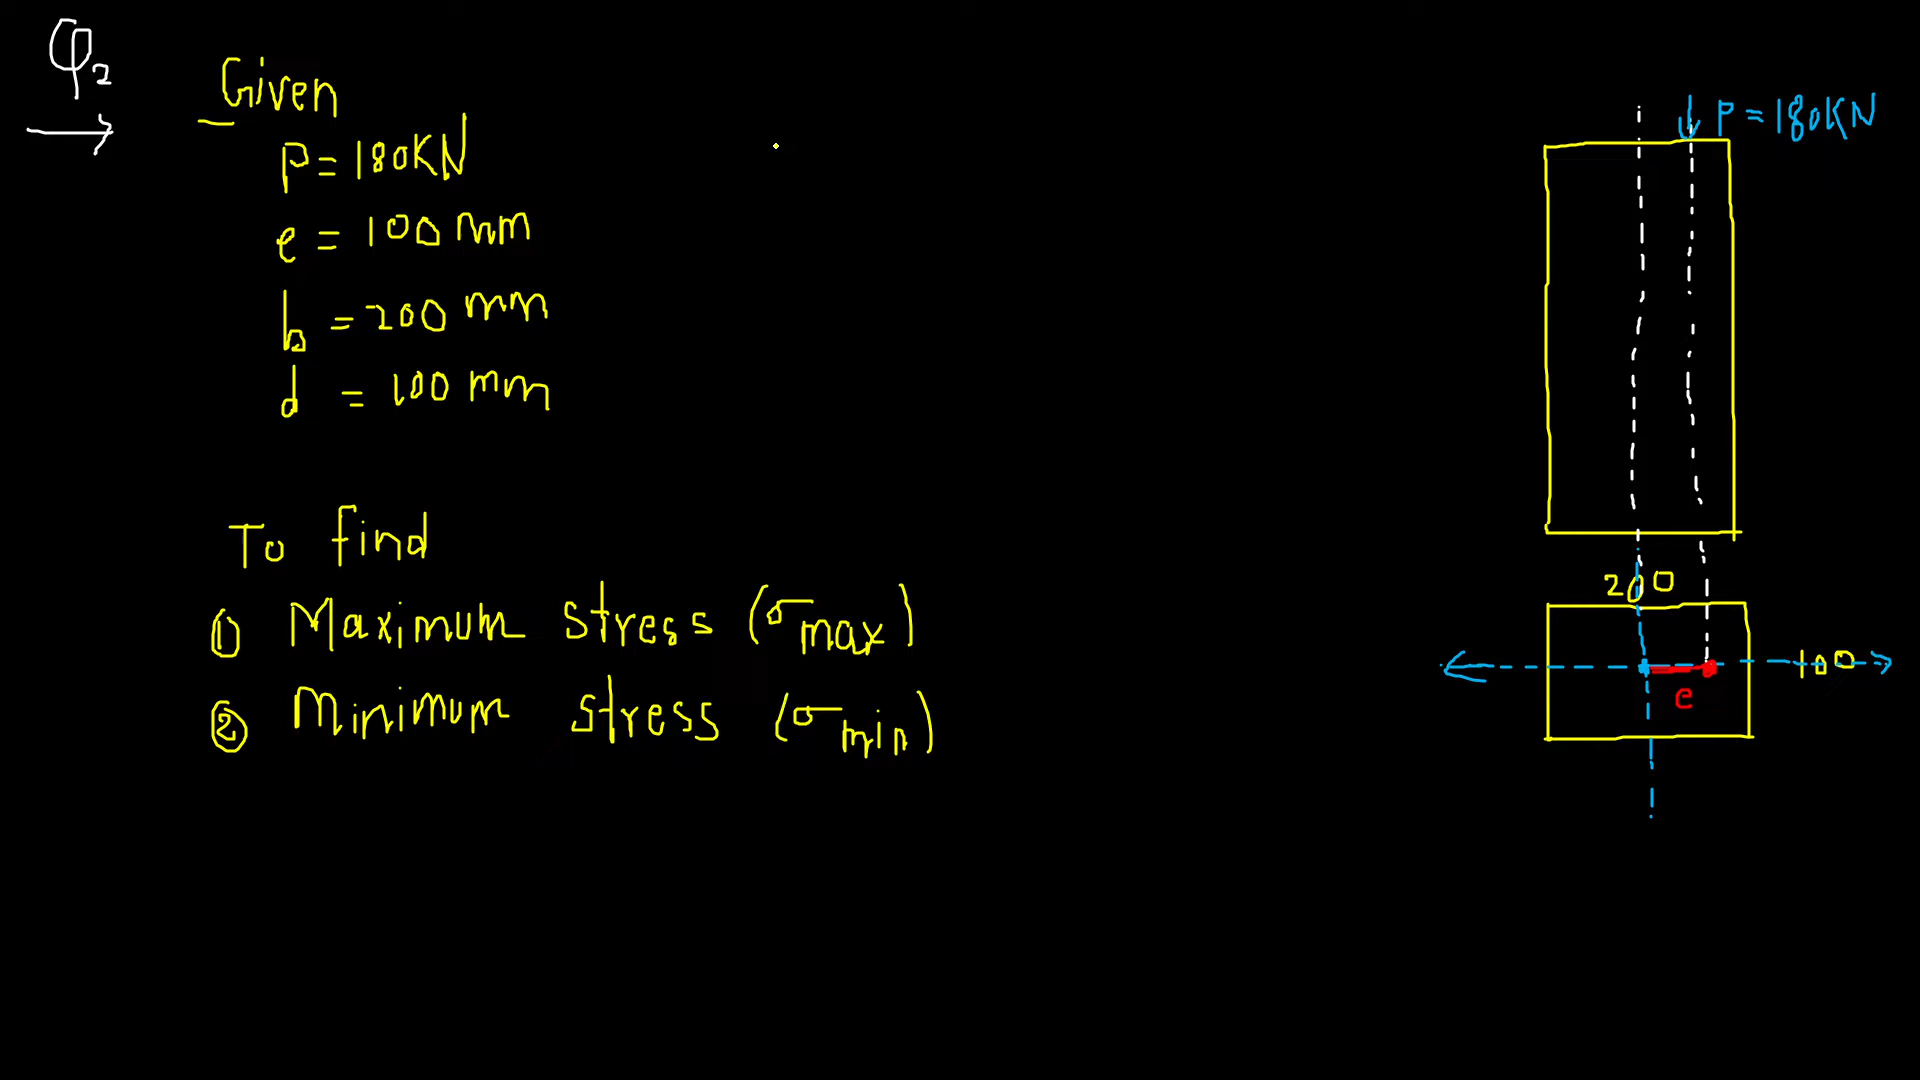 Q2
Given
P = 180KN
e = 100 mm
b = 200 mm
d = 100 mm
To find
① Maximum stress (σmax)
② Minimum stress (σmin)
P = 180KN
200
100
e